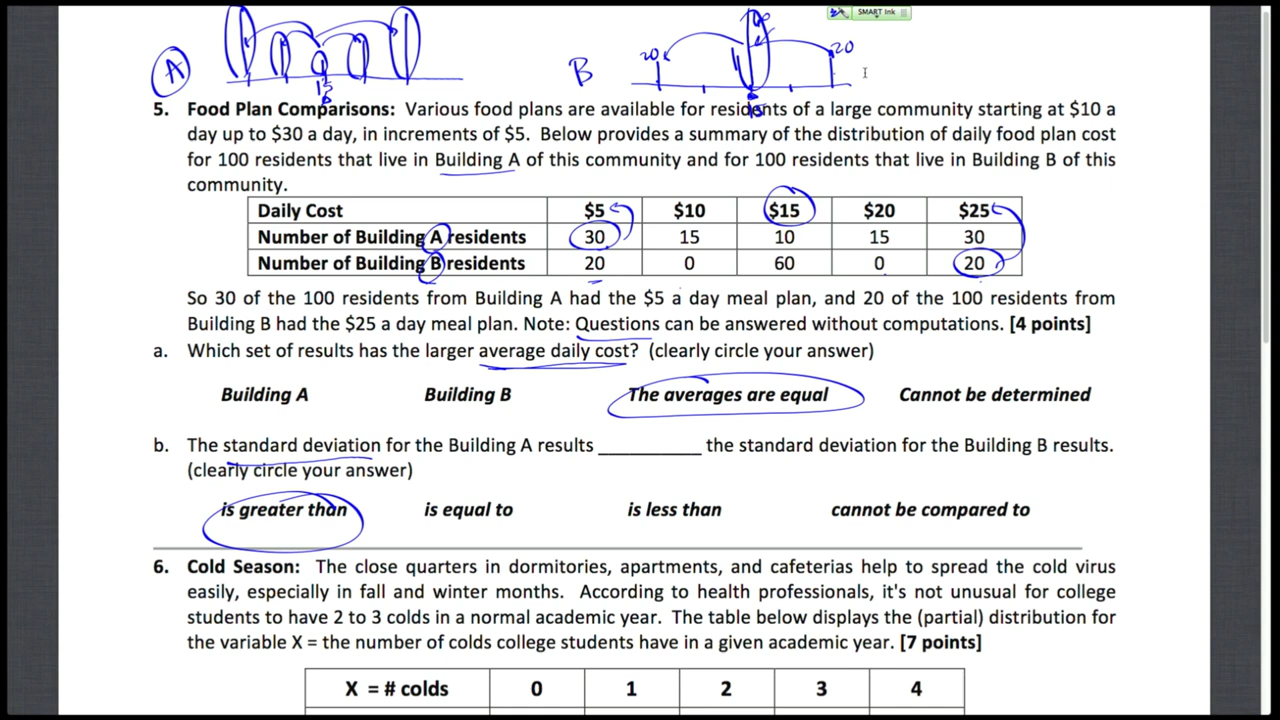 SMART Ink
A
15
B
20
20
15
5. Food Plan Comparisons: Various food plans are available for residents of a large community starting at $10 a
day up to $30 a day, in increments of $5. Below provides a summary of the distribution of daily food plan cost
for 100 residents that live in Building A of this community and for 100 residents that live in Building B of this
community.
Daily Cost $5 $10 $15 $20 $25
Number of Building A residents 30 15 10 15 30
Number of Building B residents 20 0 60 0 20
So 30 of the 100 residents from Building A had the $5 a day meal plan, and 20 of the 100 residents from
Building B had the $25 a day meal plan. Note: Questions can be answered without computations. [4 points]
a. Which set of results has the larger average daily cost? (clearly circle your answer)
Building A Building B The averages are equal Cannot be determined
b. The standard deviation for the Building A results __________ the standard deviation for the Building B results.
(clearly circle your answer)
is greater than is equal to is less than cannot be compared to
6. Cold Season: The close quarters in dormitories, apartments, and cafeterias help to spread the cold virus
easily, especially in fall and winter months. According to health professionals, it's not unusual for college
students to have 2 to 3 colds in a normal academic year. The table below displays the (partial) distribution for
the variable X = the number of colds college students have in a given academic year. [7 points]
X = # colds 0 1 2 3 4